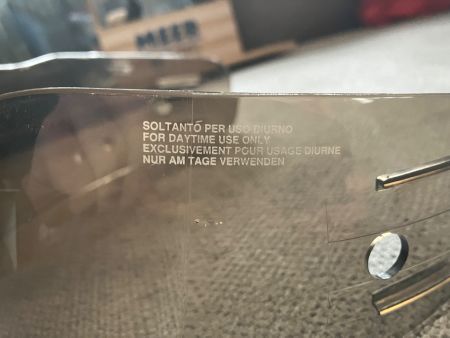 SOLTANTO PER USO DIURNO
FOR DAYTIME USE ONLY
EXCLUSIVEMENT POUR USAGE DIURNE
NUR AM TAGE VERWENDEN